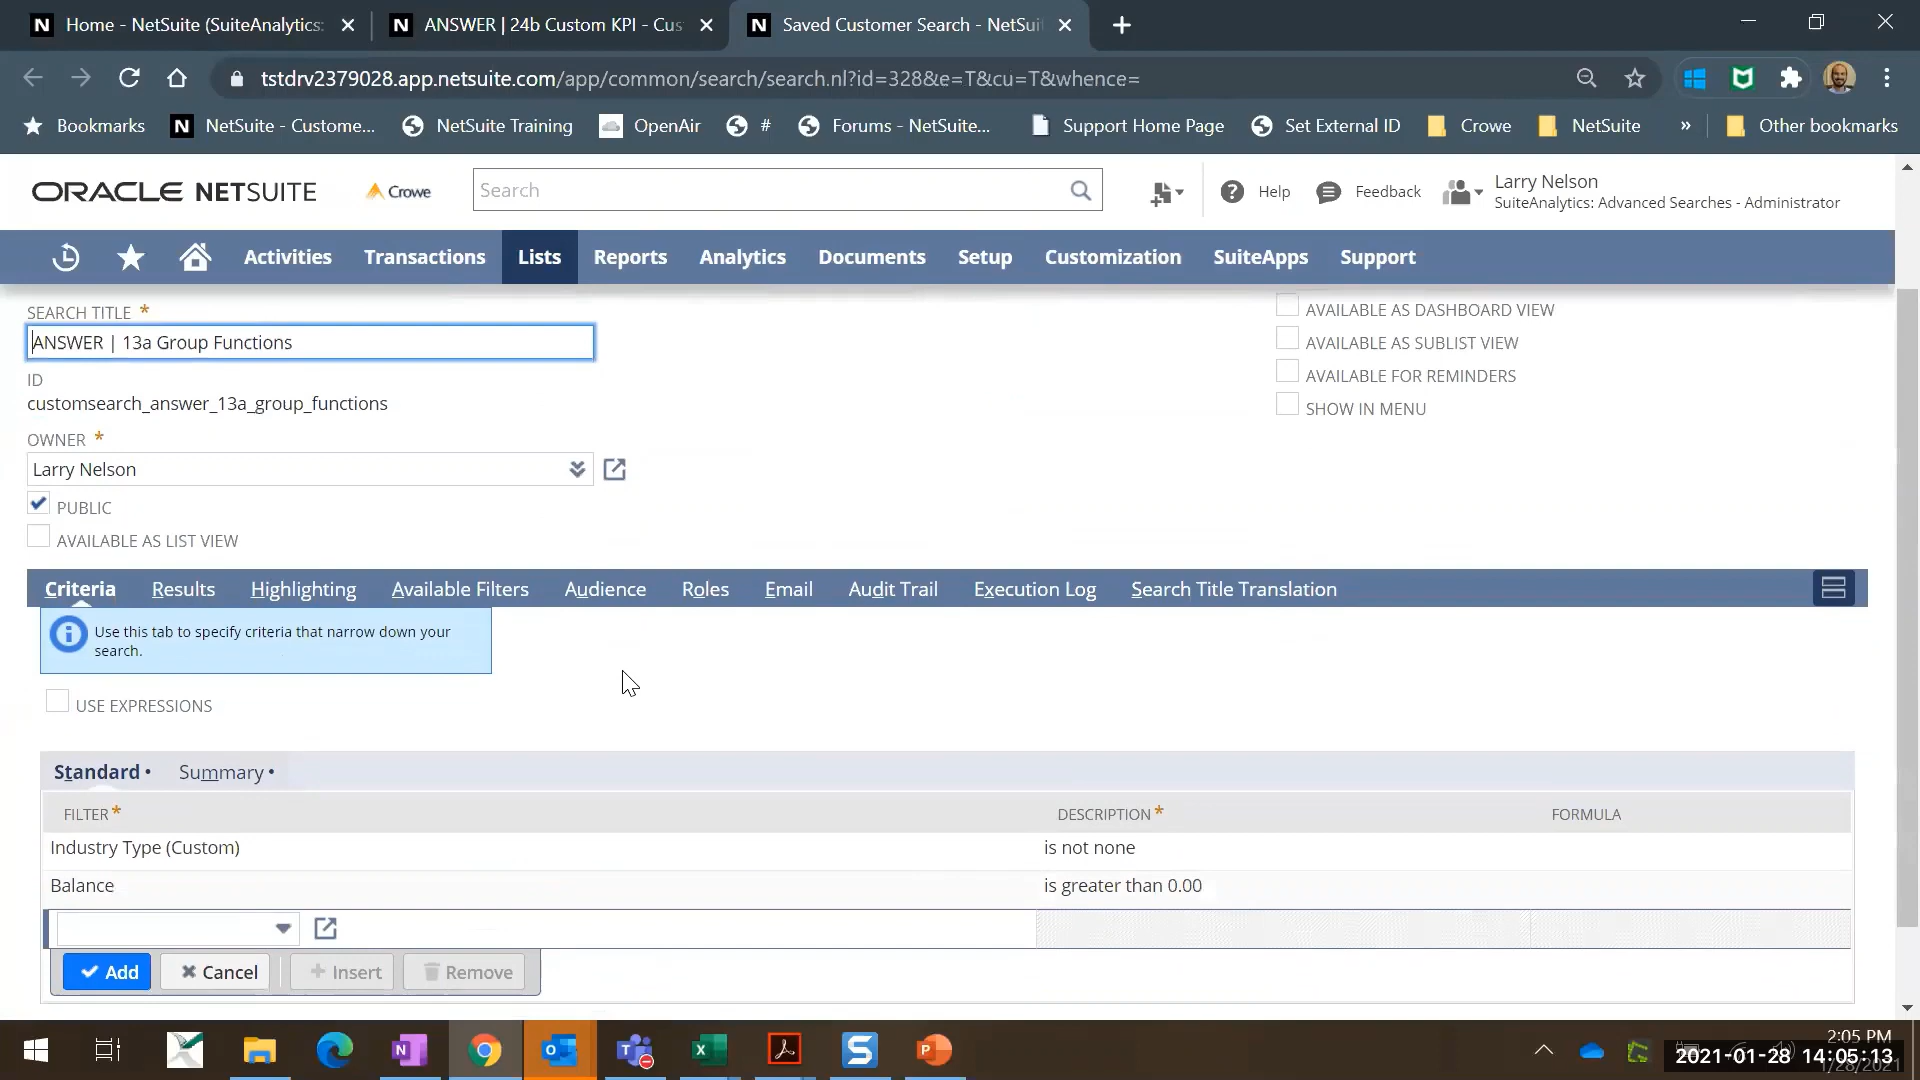 Home - NetSuite (SuiteAnalytics:
ANSWER | 24b Custom KPI - Cus
Saved Customer Search - NetSui
tstdrv2379028.app.netsuite.com/app/common/search/search.nl?id=328&e=T&cu=T&whence=
Bookmarks
NetSuite - Custome...
NetSuite Training
OpenAir
#
Forums - NetSuite...
Support Home Page
Set External ID
Crowe
NetSuite
»
Other bookmarks
ORACLE NETSUITE
Crowe
Search
Help
Feedback
Larry Nelson
SuiteAnalytics: Advanced Searches - Administrator
Activities
Transactions
Lists
Reports
Analytics
Documents
Setup
Customization
SuiteApps
Support
SEARCH TITLE *
ANSWER | 13a Group Functions
ID
customsearch_answer_13a_group_functions
OWNER *
Larry Nelson
PUBLIC
AVAILABLE AS LIST VIEW
AVAILABLE AS DASHBOARD VIEW
AVAILABLE AS SUBLIST VIEW
AVAILABLE FOR REMINDERS
SHOW IN MENU
Criteria
Results
Highlighting
Available Filters
Audience
Roles
Email
Audit Trail
Execution Log
Search Title Translation
Use this tab to specify criteria that narrow down your
search.
USE EXPRESSIONS
Standard •
Summary •
FILTER *
DESCRIPTION *
FORMULA
Industry Type (Custom)
is not none
Balance
is greater than 0.00
Add
Cancel
Insert
Remove
2:05 PM
2021-01-28 14:05:13
1/28/2021